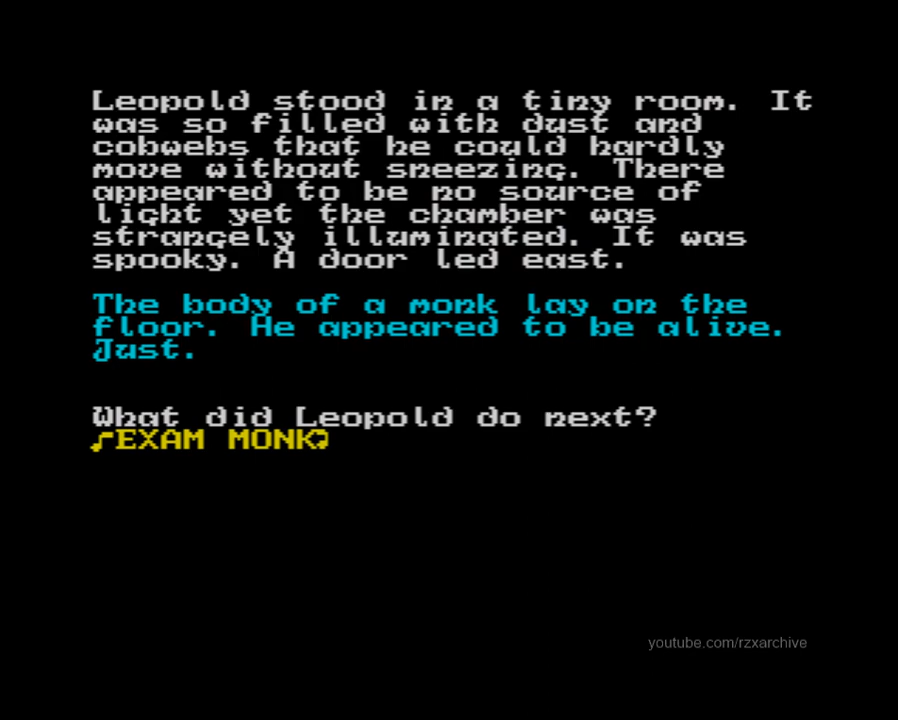 Leopold stood in a tiny room. It
was so filled with dust and
cobwebs that he could hardly
move without sneezing. There
appeared to be no source of
light yet the chamber was
strangely illuminated. It was
spooky. A door led east.
The body of a monk lay on the
floor. He appeared to be alive.
Just.
What did Leopold do next?
EXAM MONK
youtube.com/rzxarchive